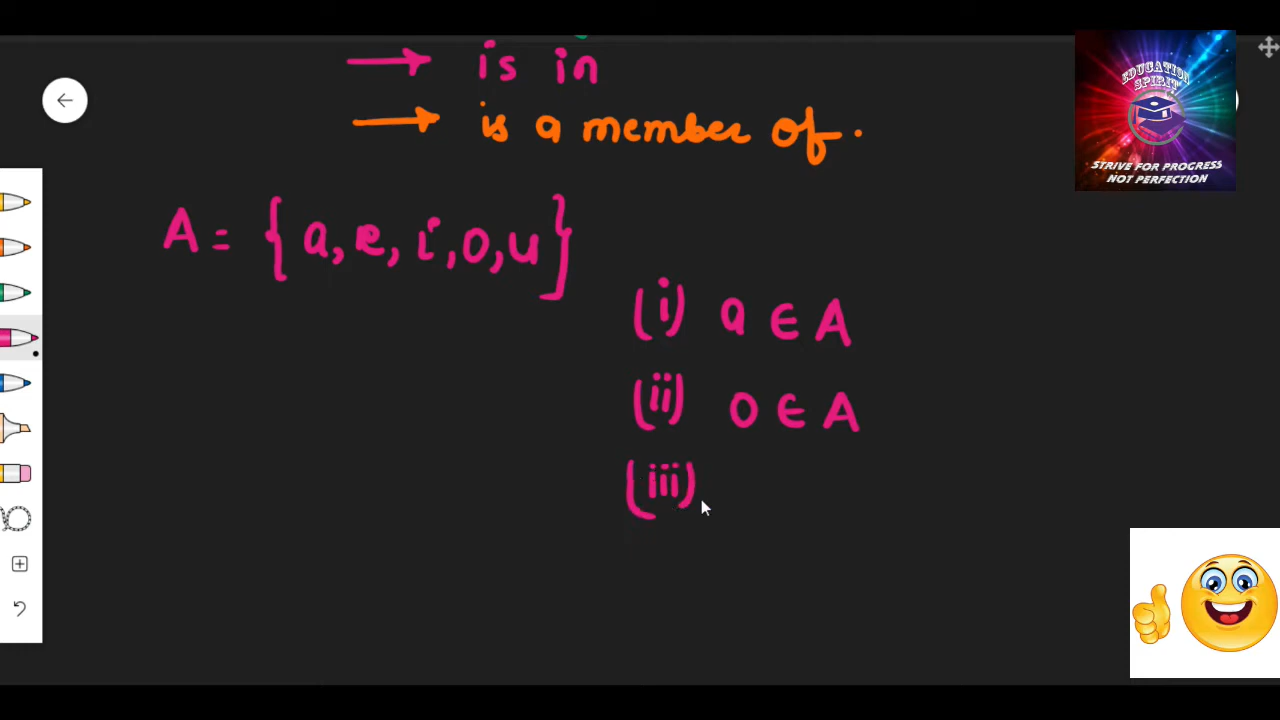 → is in
→ is a member of.
A = { a, e, i, o, u }
(i) a ∈ A
(ii) o ∈ A
(iii)
EDUCATION
SPIRIT
STRIVE FOR PROGRESS
NOT PERFECTION